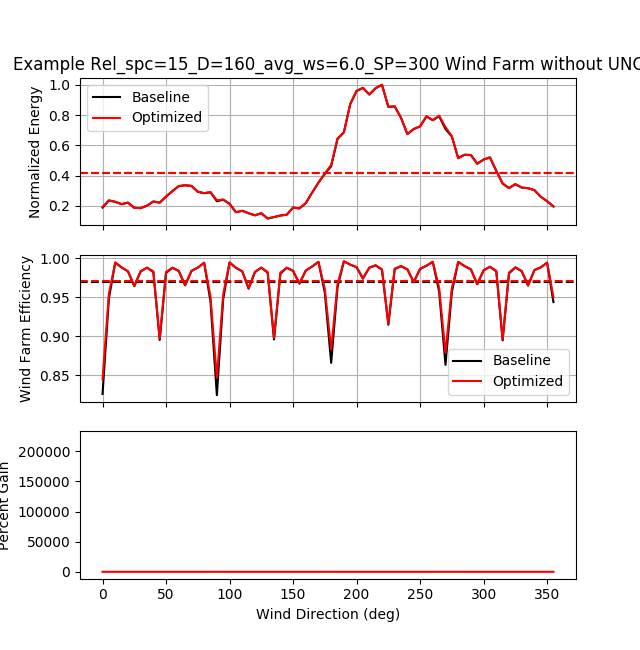 Example Rel_spc=15_D=160_avg_ws=6.0_SP=300 Wind Farm without UNC
Normalized Energy
1.0
0.8
0.6
0.4
0.2
Baseline
Optimized
Wind Farm Efficiency
1.00
0.95
0.90
0.85
Baseline
Optimized
Percent Gain
200000
150000
100000
50000
0
0 50 100 150 200 250 300 350
Wind Direction (deg)